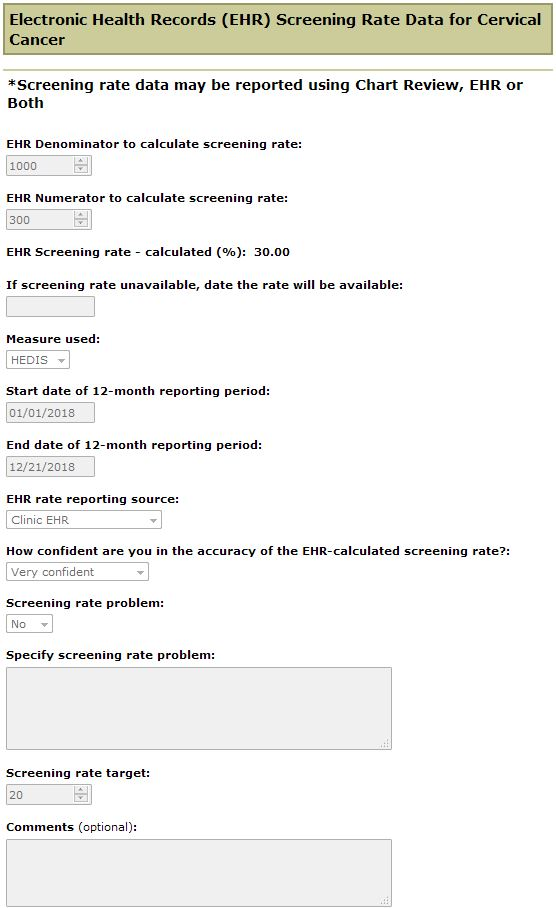 Electronic Health Records (EHR) Screening Rate Data for Cervical
Cancer
*Screening rate data may be reported using Chart Review, EHR or
Both
EHR Denominator to calculate screening rate:
1000
EHR Numerator to calculate screening rate:
300
EHR Screening rate - calculated (%): 30.00
If screening rate unavailable, date the rate will be available:
Measure used:
HEDIS
Start date of 12-month reporting period:
01/01/2018
End date of 12-month reporting period:
12/21/2018
EHR rate reporting source:
Clinic EHR
How confident are you in the accuracy of the EHR-calculated screening rate?:
Very confident
Screening rate problem:
No
Specify screening rate problem:
Screening rate target:
20
Comments (optional):